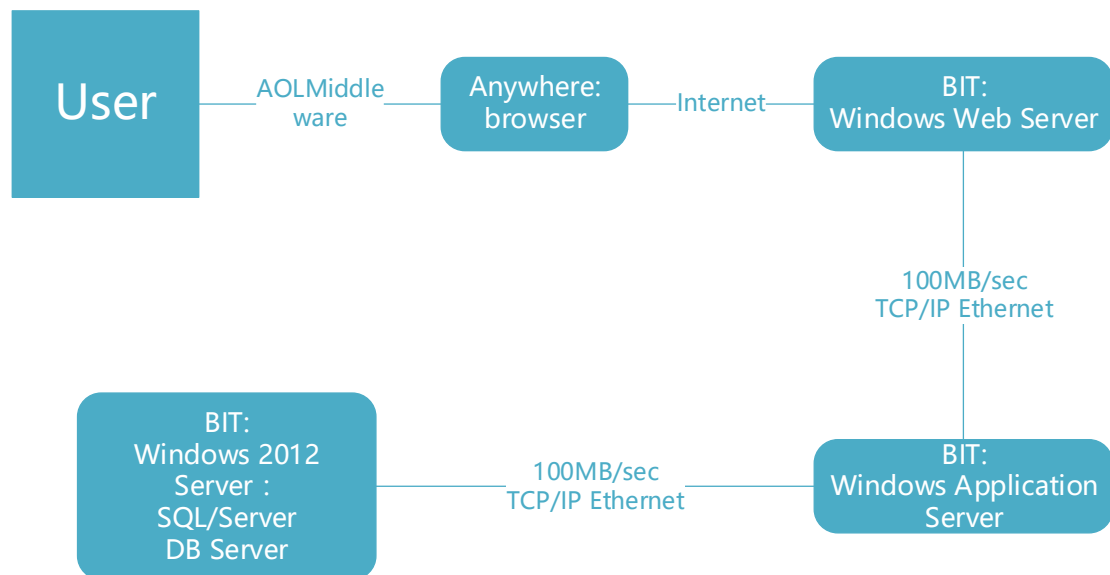 User
AOLMiddle
ware
Anywhere:
browser
Internet
BIT:
Windows Web Server
100MB/sec
TCP/IP Ethernet
BIT:
Windows Application
Server
100MB/sec
TCP/IP Ethernet
BIT:
Windows 2012
Server :
SQL/Server
DB Server